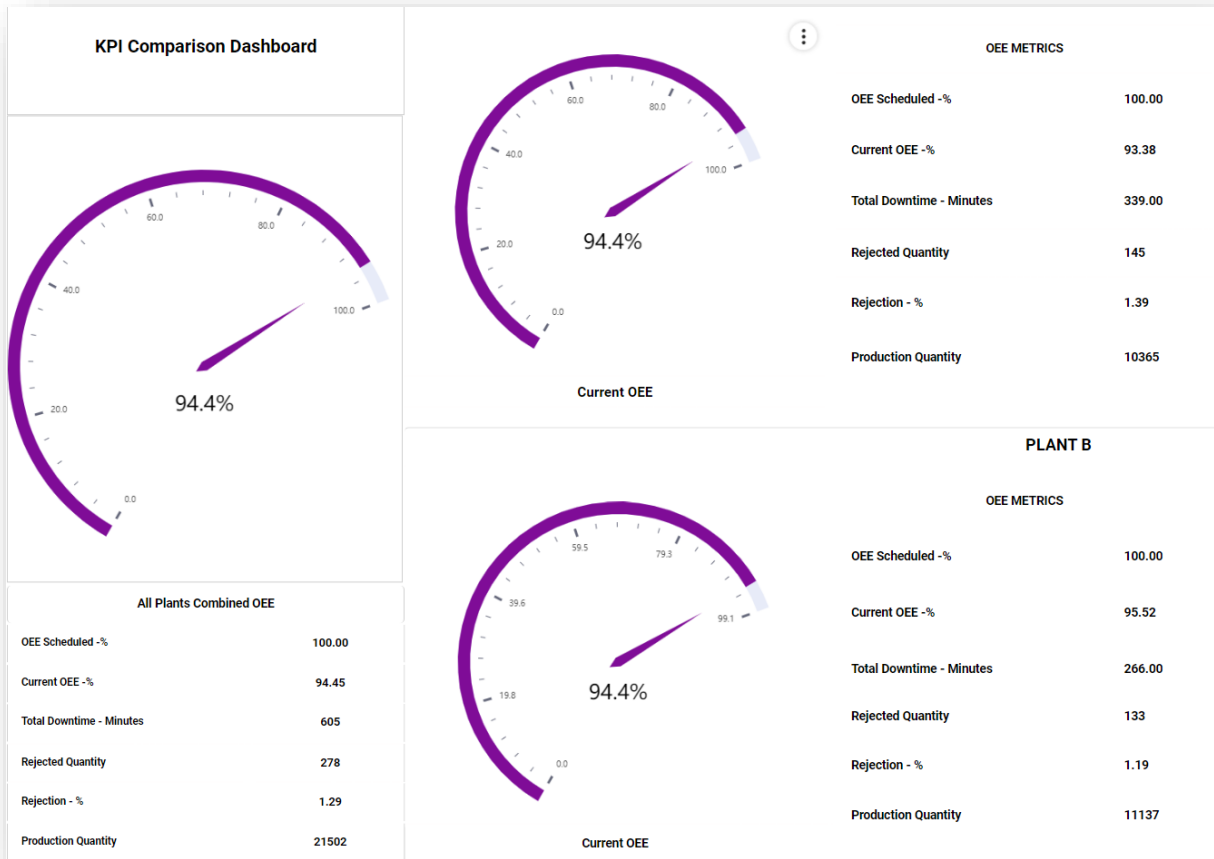 KPI Comparison Dashboard
0.0
20.0
40.0
60.0
80.0
100.0
94.4%
All Plants Combined OEE
OEE Scheduled -% 100.00
Current OEE -% 94.45
Total Downtime - Minutes 605
Rejected Quantity 278
Rejection - % 1.29
Production Quantity 21502
0.0
20.0
40.0
60.0
80.0
100.0
94.4%
Current OEE
OEE METRICS
OEE Scheduled -% 100.00
Current OEE -% 93.38
Total Downtime - Minutes 339.00
Rejected Quantity 145
Rejection - % 1.39
Production Quantity 10365
0.0
19.8
39.6
59.5
79.3
99.1
94.4%
Current OEE
PLANT B
OEE METRICS
OEE Scheduled -% 100.00
Current OEE -% 95.52
Total Downtime - Minutes 266.00
Rejected Quantity 133
Rejection - % 1.19
Production Quantity 11137